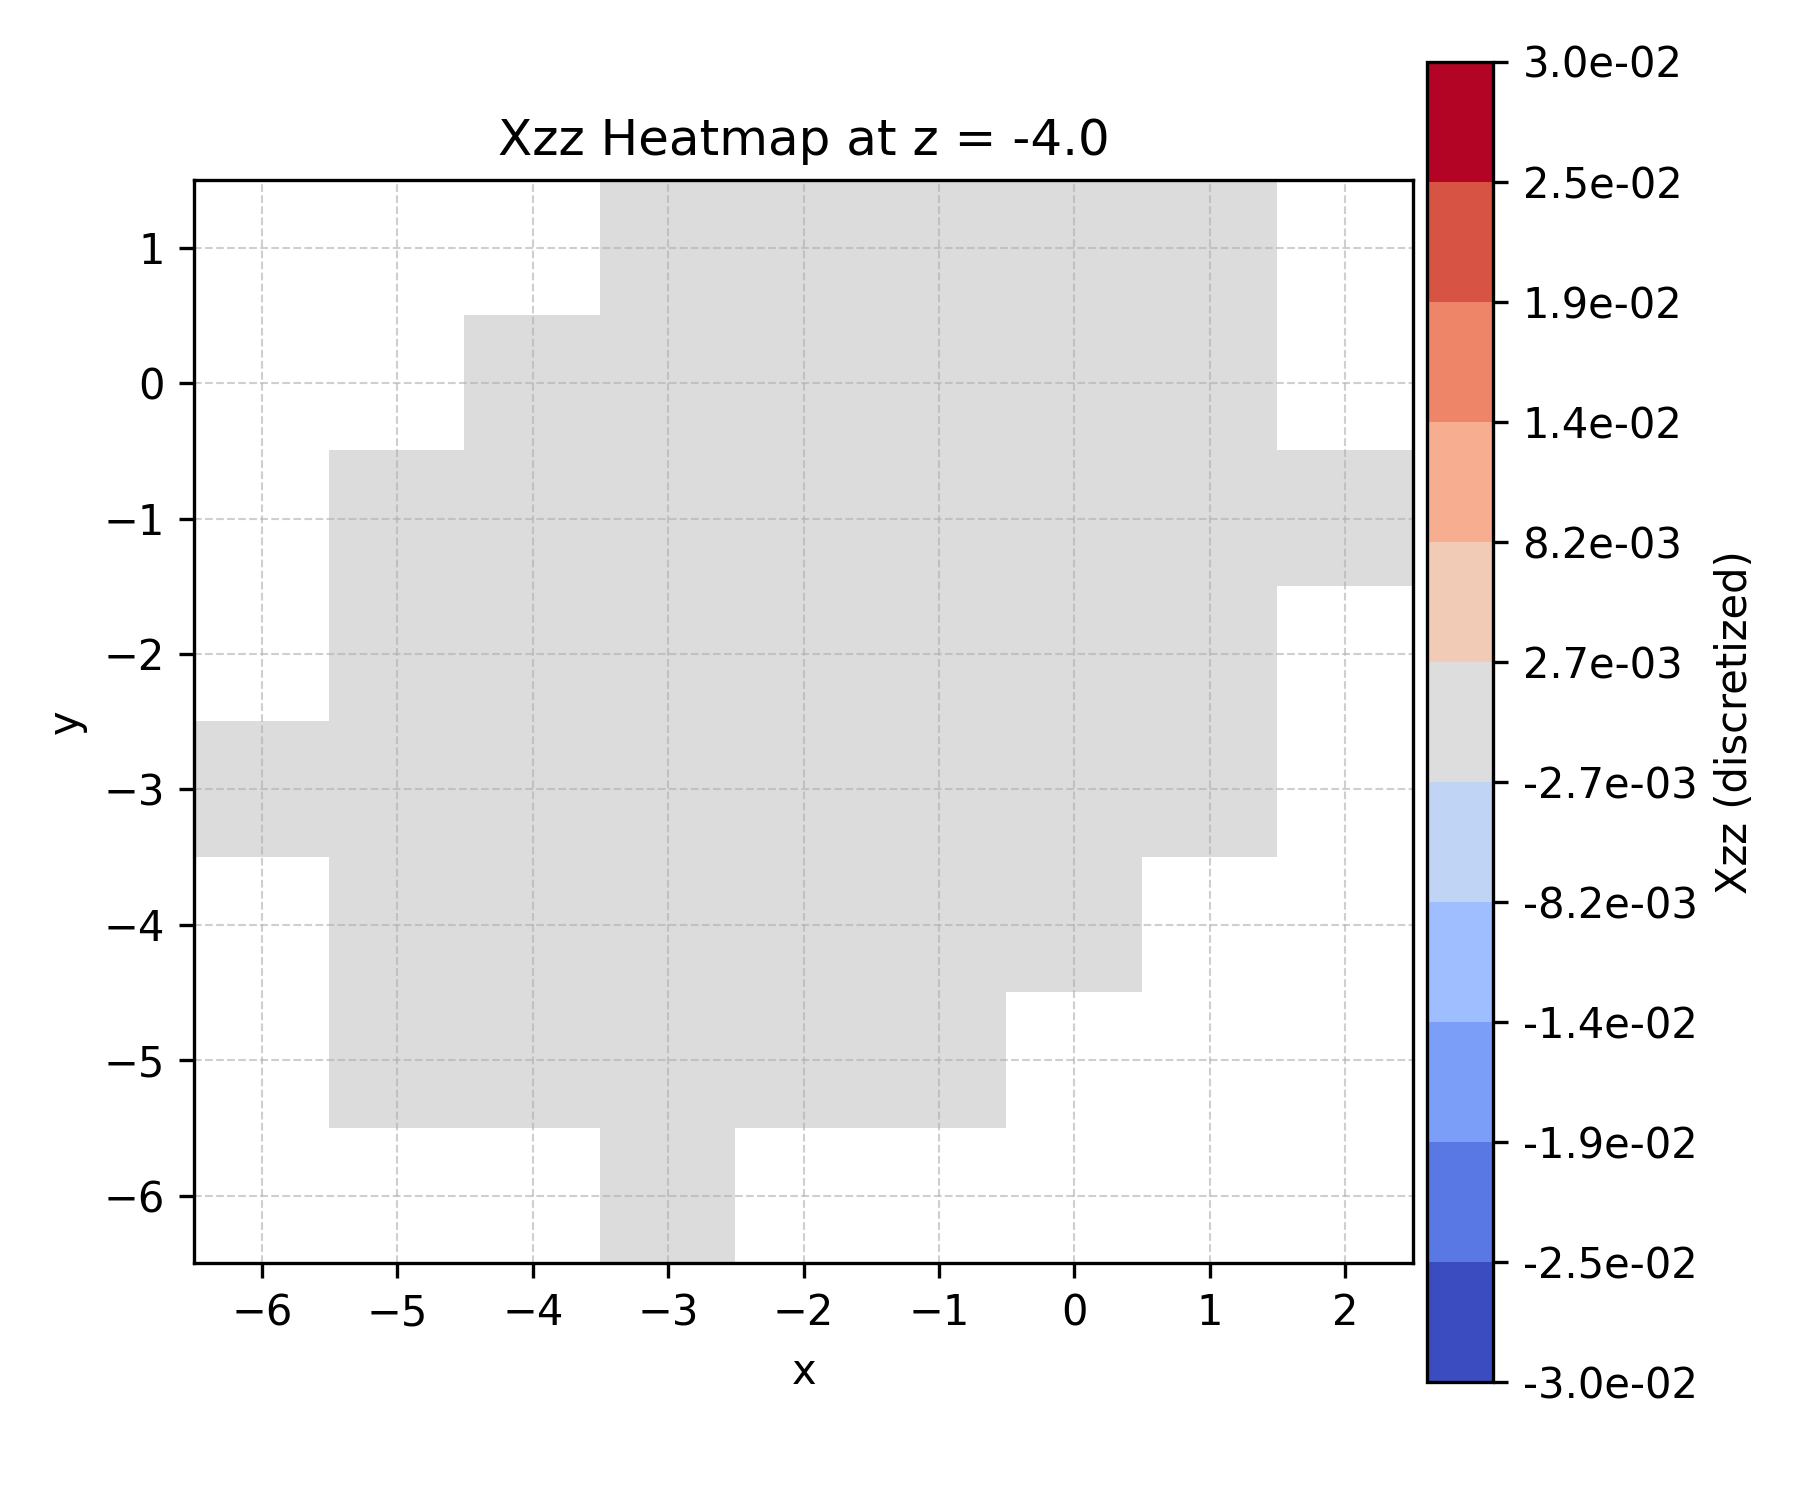 Xzz Heatmap at z = -4.0
1
0
−1
−2
−3
−4
−5
−6
y
−6 −5 −4 −3 −2 −1 0 1 2
x
3.0e-02
2.5e-02
1.9e-02
1.4e-02
8.2e-03
2.7e-03
-2.7e-03
-8.2e-03
-1.4e-02
-1.9e-02
-2.5e-02
-3.0e-02
Xzz (discretized)